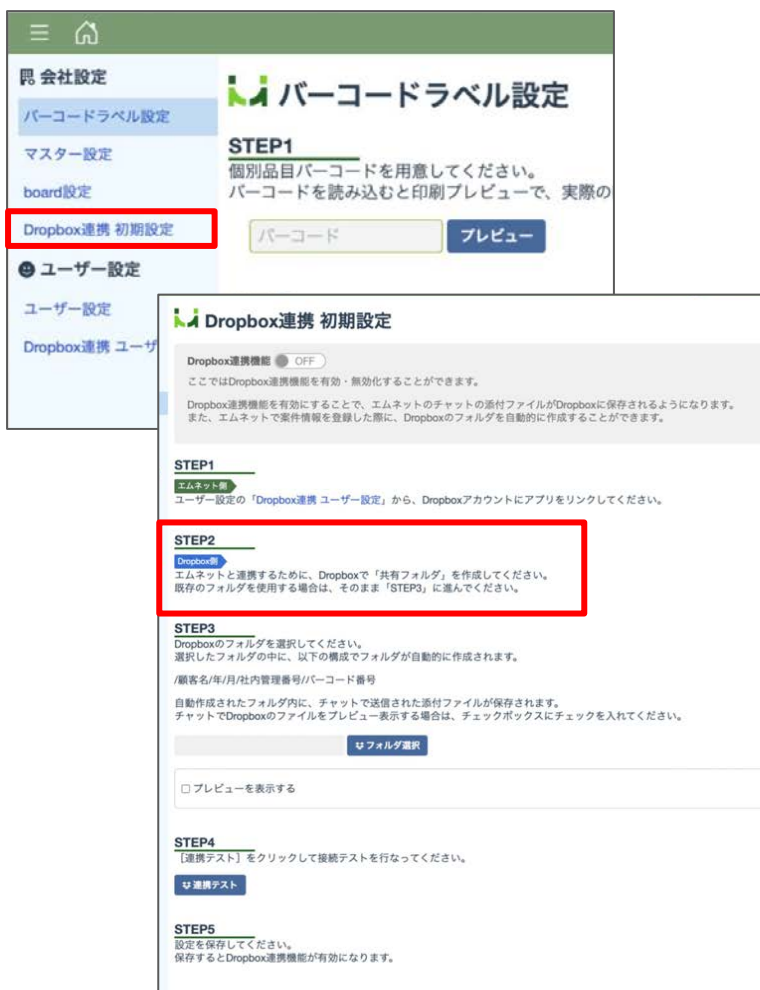 会社設定
バーコードラベル設定
マスター設定
board設定
Dropbox連携 初期設定
ユーザー設定
ユーザー設定
Dropbox連携 ユーザ
バーコードラベル設定
STEP1
個別品目バーコードを用意してください。
バーコードを読み込むと印刷プレビューで、実際の
バーコード
プレビュー
Dropbox連携 初期設定
Dropbox連携機能 OFF
ここではDropbox連携機能を有効・無効化することができます。
Dropbox連携機能を有効にすることで、エムネットのチャットの添付ファイルがDropboxに保存されるようになります。
また、エムネットで案件情報を登録した際に、Dropboxのフォルダを自動的に作成することができます。
STEP1
エムネット側
ユーザー設定の「Dropbox連携 ユーザー設定」から、Dropboxアカウントにアプリをリンクしてください。
STEP2
Dropbox側
エムネットと連携するために、Dropboxで「共有フォルダ」を作成してください。
既存のフォルダを使用する場合は、そのまま「STEP3」に進んでください。
STEP3
Dropboxのフォルダを選択してください。
選択したフォルダの中に、以下の構成でフォルダが自動的に作成されます。
/顧客名/年/月/社内管理番号/バーコード番号
自動作成されたフォルダ内に、チャットで送信された添付ファイルが保存されます。
チャットでDropboxのファイルをプレビュー表示する場合は、チェックボックスにチェックを入れてください。
フォルダ選択
プレビューを表示する
STEP4
［連携テスト］をクリックして接続テストを行なってください。
連携テスト
STEP5
設定を保存してください。
保存するとDropbox連携機能が有効になります。